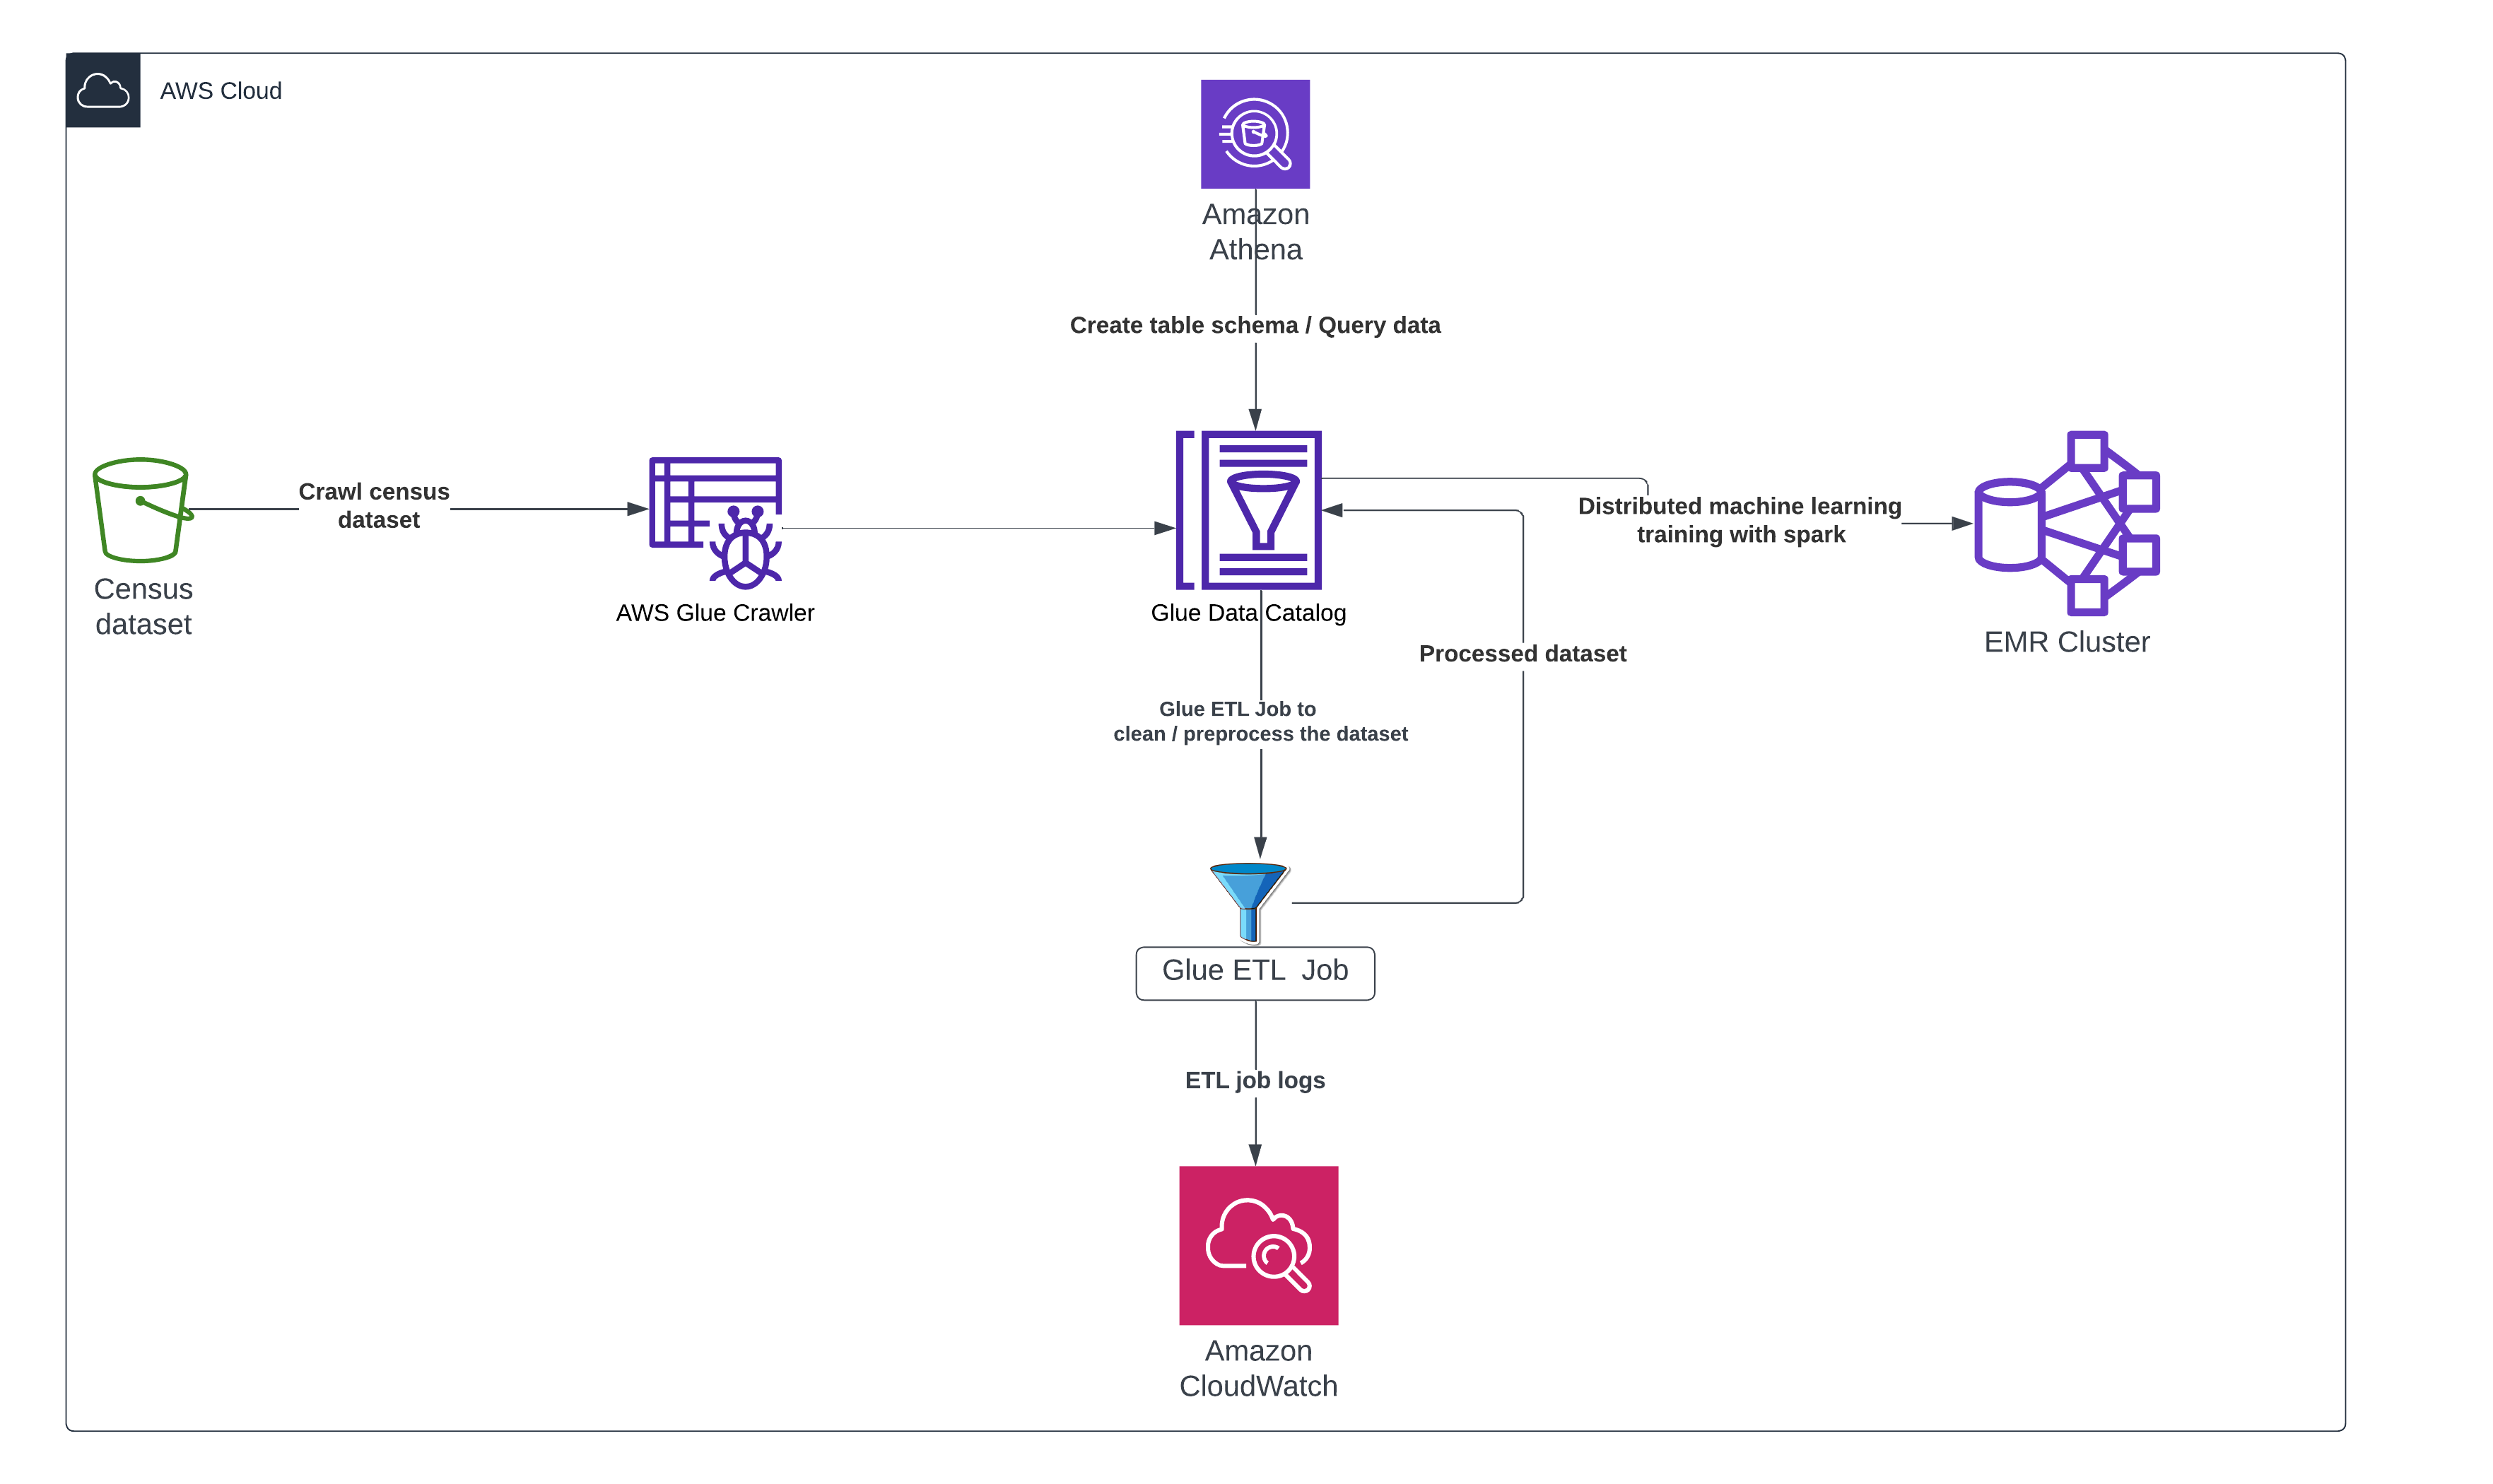 AWS Cloud
Amazon
Athena
Create table schema / Query data
Crawl census
dataset
Distributed machine learning
training with spark
Census
dataset
AWS Glue Crawler
Glue Data Catalog
EMR Cluster
Processed dataset
Glue ETL Job to
clean / preprocess the dataset
Glue ETL  Job
ETL job logs
Amazon
CloudWatch